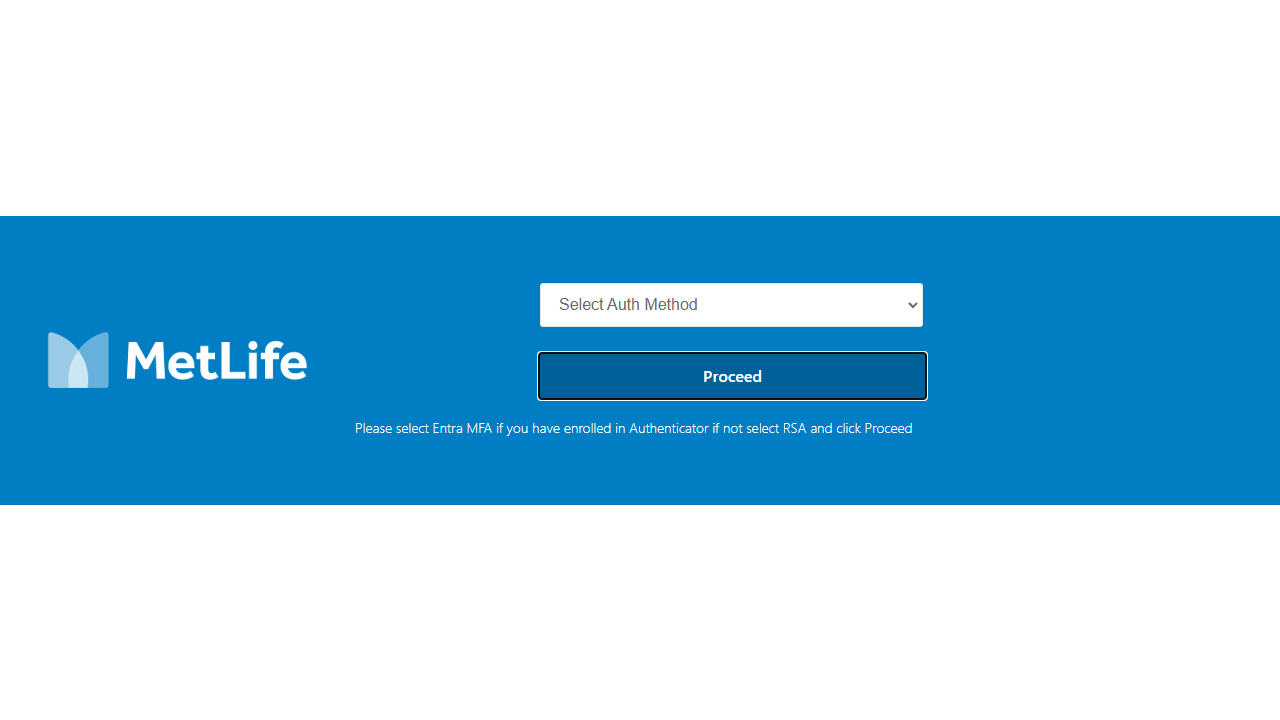 Select Auth Method
MetLife
Proceed
Please select Entra MFA if you have enrolled in Authenticator if not select RSA and click Proceed